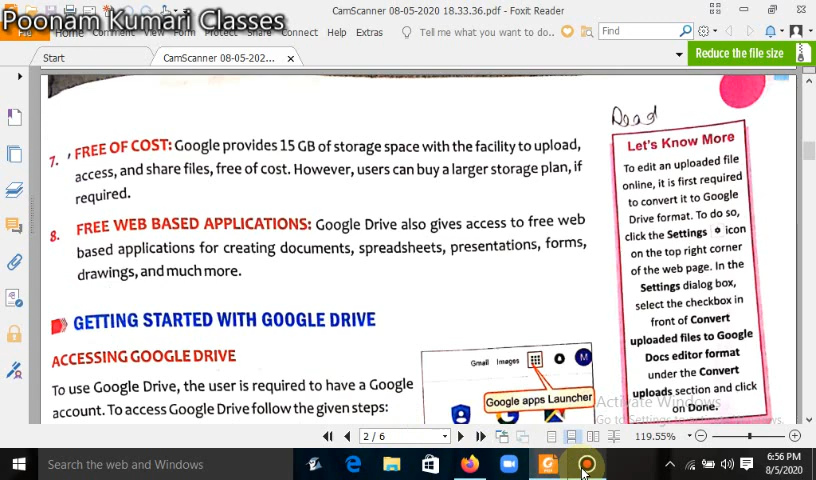 Poonam Kumari Classes
CamScanner 08-05-2020 18.33.36.pdf - Foxit Reader
File Home Comment View Form Protect Share Connect Help Extras Tell me what you want to do.. Find
Start CamScanner 08-05-202... Reduce the file size
Read
7. FREE OF COST: Google provides 15 GB of storage space with the facility to upload,
access, and share files, free of cost. However, users can buy a larger storage plan, if
required.
8. FREE WEB BASED APPLICATIONS: Google Drive also gives access to free web
based applications for creating documents, spreadsheets, presentations, forms,
drawings, and much more.
GETTING STARTED WITH GOOGLE DRIVE
ACCESSING GOOGLE DRIVE
To use Google Drive, the user is required to have a Google
account. To access Google Drive follow the given steps:
Gmail Images M
Google apps Launcher
G
Let's Know More
To edit an uploaded file
online, it is first required
to convert it to Google
Drive format. To do so,
click the Settings icon
on the top right corner
of the web page. In the
Settings dialog box,
select the checkbox in
front of Convert
uploaded files to Google
Docs editor format
under the Convert
uploads section and click
on Done.
Activate Windows
Go to Settings to activate Windows.
2 / 6 119.55%
Search the web and Windows
6:56 PM
8/5/2020